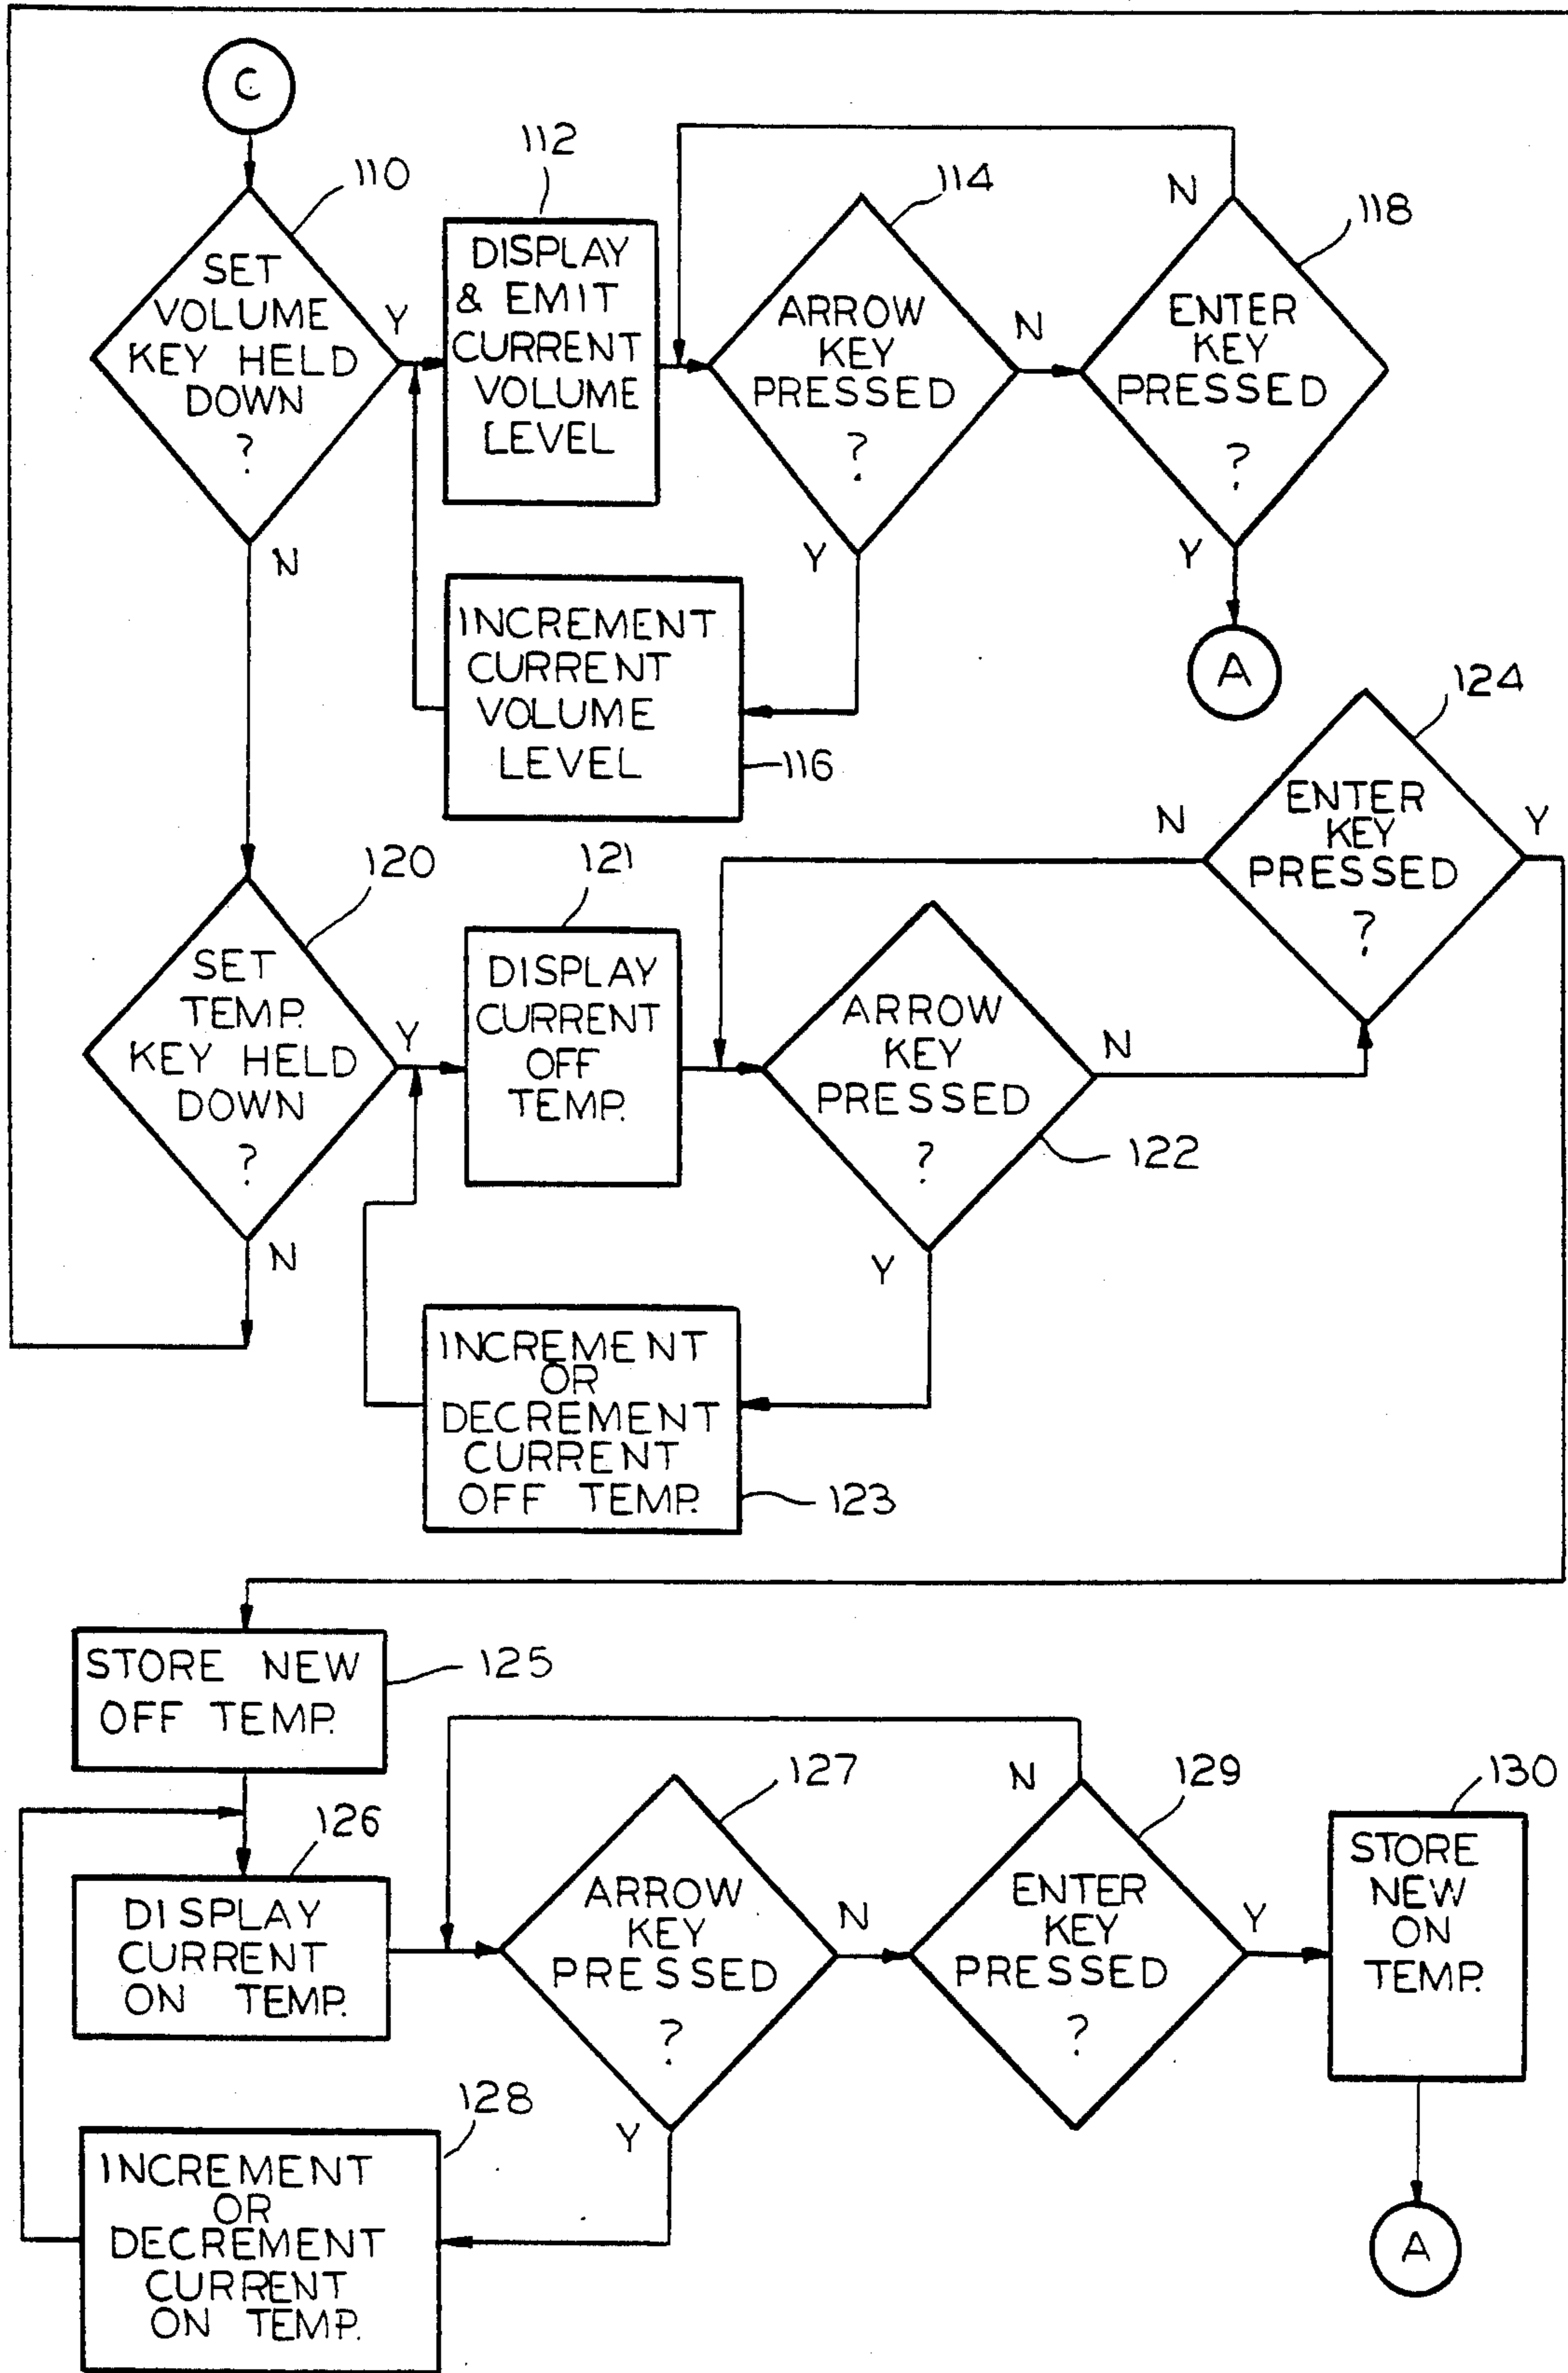 C
110
SET
VOLUME
KEY HELD
DOWN
?
Y
N
112
DISPLAY
& EMIT
CURRENT
VOLUME
LEVEL
114
ARROW
KEY
PRESSED
?
N
Y
118
N
ENTER
KEY
PRESSED
?
Y
A
INCREMENT
CURRENT
VOLUME
LEVEL
116
120
SET
TEMP.
KEY HELD
DOWN
?
Y
N
121
DISPLAY
CURRENT
OFF
TEMP.
ARROW
KEY
PRESSED
?
122
N
Y
124
ENTER
KEY
PRESSED
?
N
Y
INCREMENT
OR
DECREMENT
CURRENT
OFF TEMP.
123
STORE NEW
OFF TEMP.
125
126
DISPLAY
CURRENT
ON TEMP.
127
ARROW
KEY
PRESSED
?
N
Y
129
N
ENTER
KEY
PRESSED
?
Y
130
STORE
NEW
ON
TEMP.
A
128
INCREMENT
OR
DECREMENT
CURRENT
ON TEMP.